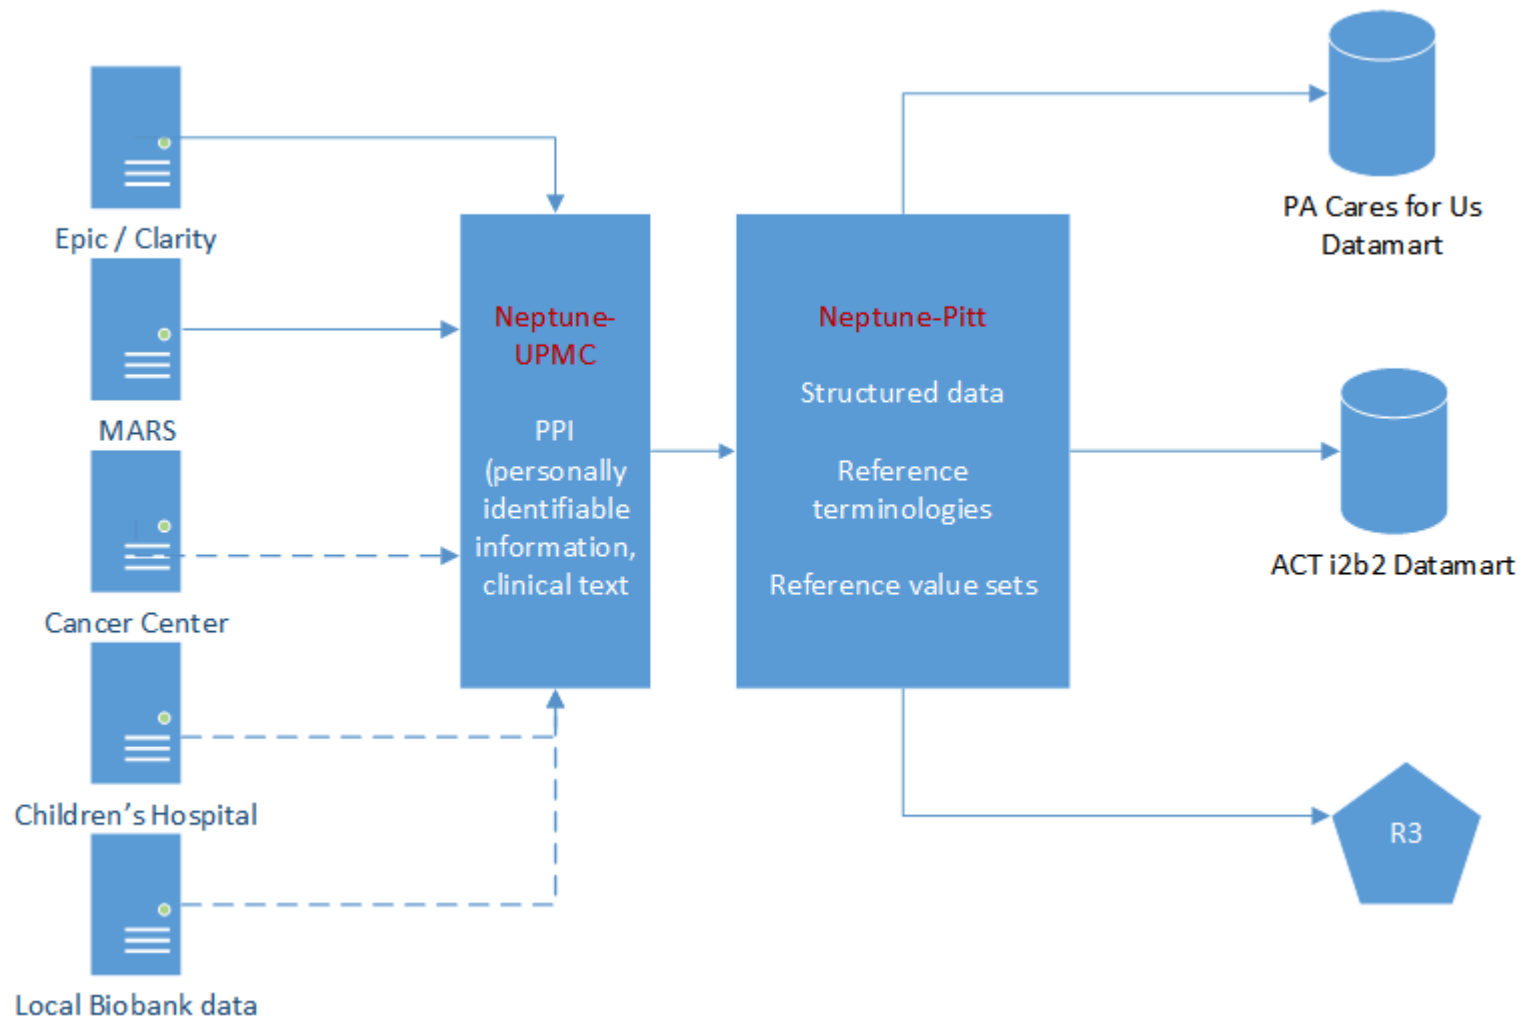 Epic / Clarity
MARS
Cancer Center
Children's Hospital
Local Biobank data
Neptune-
UPMC
PPI
(personally
identifiable
information,
clinical text
Neptune-Pitt
Structured data
Reference
terminologies
Reference value sets
PA Cares for Us
Datamart
ACT i2b2 Datamart
R3